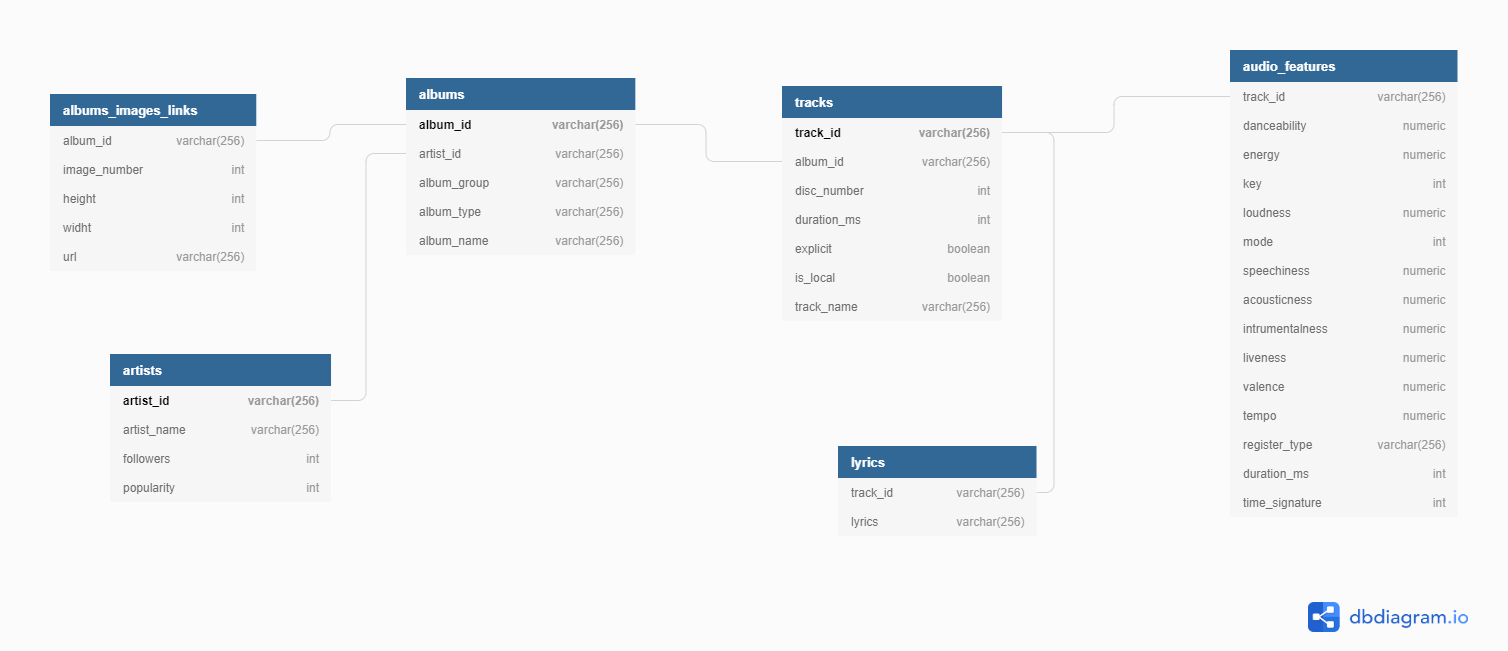 albums_images_links
album_id varchar(256)
image_number int
height int
widht int
url varchar(256)
albums
album_id varchar(256)
artist_id varchar(256)
album_group varchar(256)
album_type varchar(256)
album_name varchar(256)
tracks
track_id varchar(256)
album_id varchar(256)
disc_number int
duration_ms int
explicit boolean
is_local boolean
track_name varchar(256)
audio_features
track_id varchar(256)
danceability numeric
energy numeric
key int
loudness numeric
mode int
speechiness numeric
acousticness numeric
intrumentalness numeric
liveness numeric
valence numeric
tempo numeric
register_type varchar(256)
duration_ms int
time_signature int
artists
artist_id varchar(256)
artist_name varchar(256)
followers int
popularity int
lyrics
track_id varchar(256)
lyrics varchar(256)
dbdiagram.io